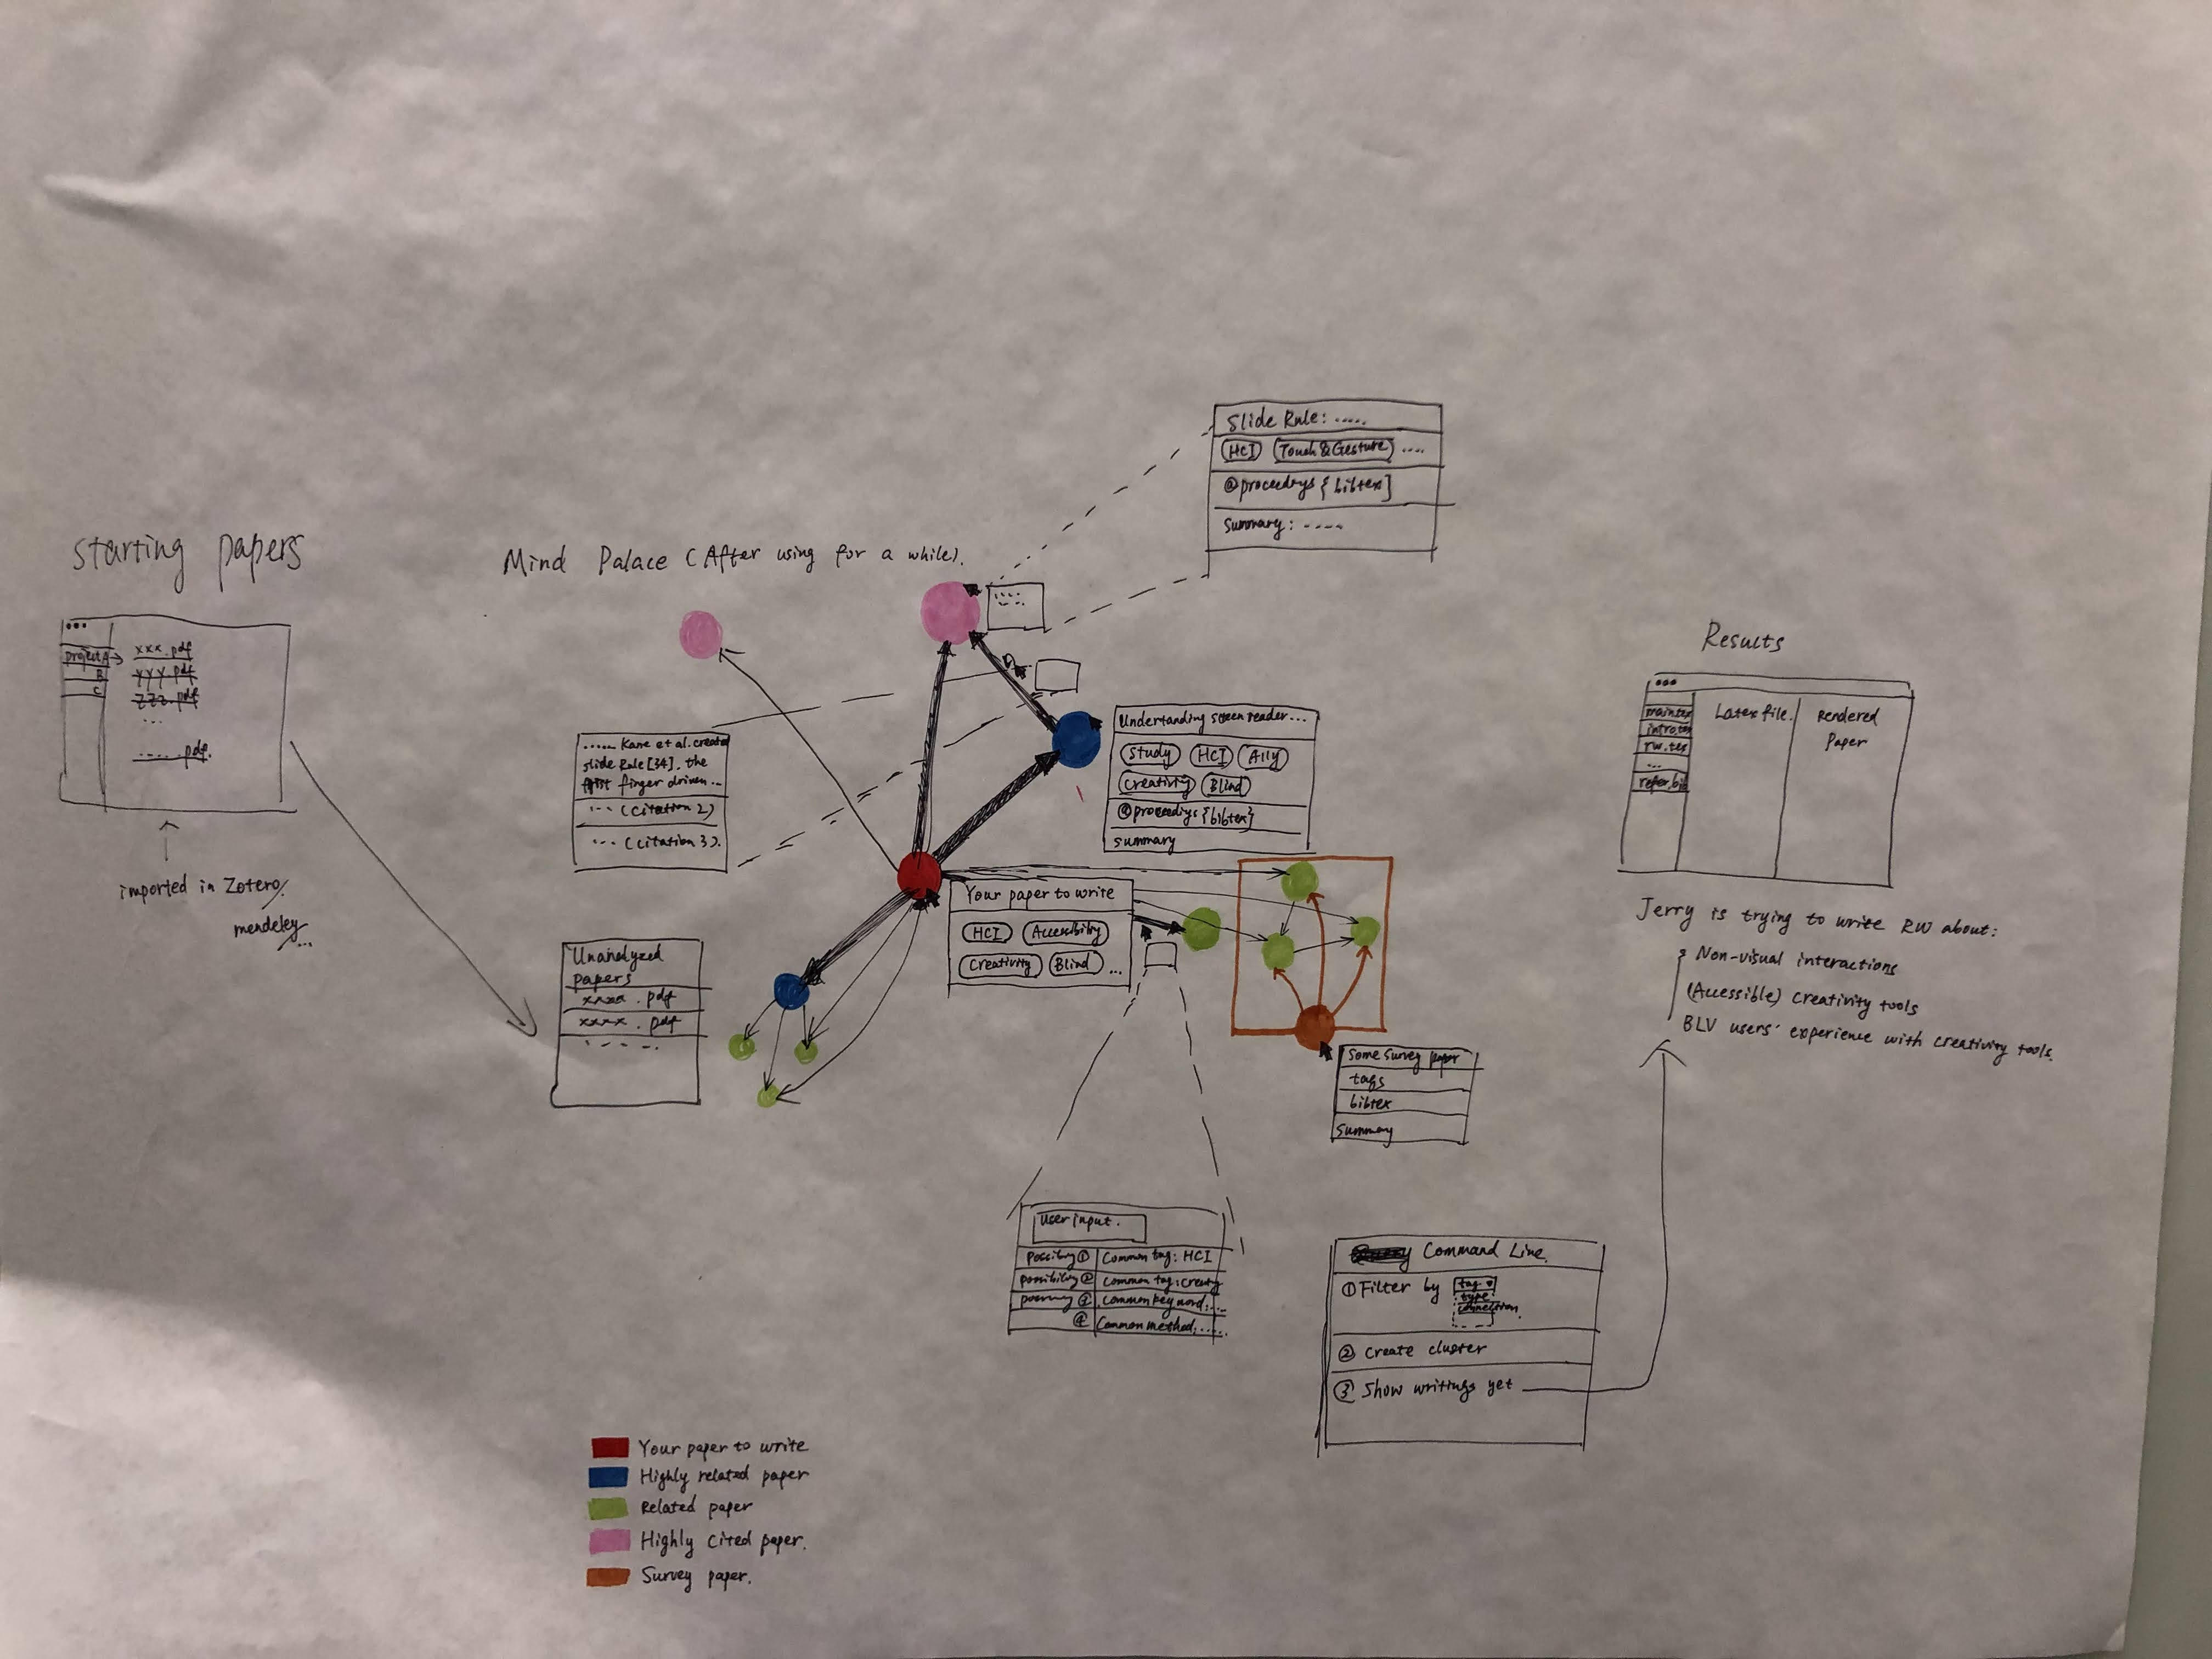 Starting papers
project A
B
C
xxx.pdf
yyy.pdf
zzz.pdf
...
......pdf.
imported in Zotero/
mendeley/...
Mind Palace (After using for a while).
Slide Rule: .....
HCI Touch&Gesture ....
@proceedings {bibtex}
Summary: ----
..... Kane et al. created
slide Rule[34], the
first finger driven...
... (Citation 2)
... (Citation 3).
Understanding screen reader...
Study HCI A11y
Creativity Blind
@proceedings {bibtex}
summary
Your paper to write
HCI Accessibility
Creativity Blind ...
Unanalyzed
papers
xxxx.pdf
xxxx.pdf
-----
Some survey paper
tags
bibtex
Summary
User input.
possibility ① Common tag: HCI
possibility ② Common tag: creativity
possibility ③ Common keyword: ...
④ Common method: .....
Command Line
① Filter by tag
type
connection
② Create cluster
③ Show writings yet
Results
main.tex
intro.tex
rw.tex
...
refer.bib
Latex file.
Rendered
Paper
Jerry is trying to write RW about:
Non-visual interactions
(Accessible) Creativity tools
BLV users' experience with creativity tools.
Your paper to write
Highly related paper
Related paper
Highly Cited paper.
Survey paper.